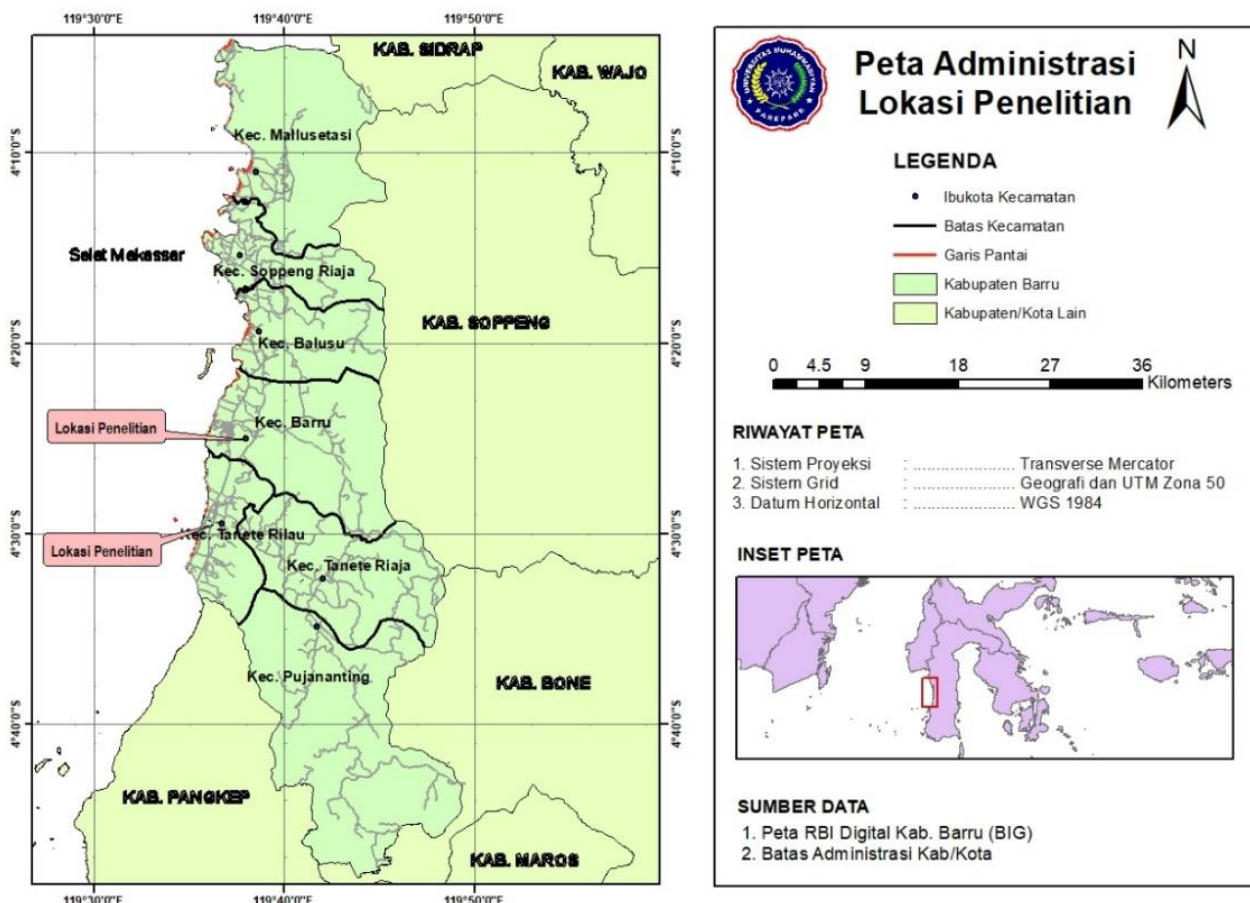 119°30'0"E
119°40'0"E
119°50'0"E
KAB. SIDRAP
KAB. WAJO
Kec. Mallusetasi
4°10'0"S
4°10'0"S
Selat Makassar
Kec. Soppeng Riaja
KAB. SOPPENG
4°20'0"S
4°20'0"S
Kec. Balusu
Lokasi Penelitian
Kec. Barru
4°30'0"S
4°30'0"S
Kec. Tanete Rilau
Lokasi Penelitian
Kec. Tanete Riaja
Kec. Pujananting
KAB. BONE
4°40'0"S
4°40'0"S
KAB. PANGKEP
KAB. MAROS
119°30'0"E
119°40'0"E
119°50'0"E
UNIVERSITAS MUHAMMADIYAH
PAREPARE
Peta Administrasi
Lokasi Penelitian
N
LEGENDA
Ibukota Kecamatan
Batas Kecamatan
Garis Pantai
Kabupaten Barru
Kabupaten/Kota Lain
0 4.5 9 18 27 36
Kilometers
RIWAYAT PETA
1. Sistem Proyeksi : ........................ Transverse Mercator
2. Sistem Grid : ........................ Geografi dan UTM Zona 50
3. Datum Horizontal : ........................ WGS 1984
INSET PETA
SUMBER DATA
1. Peta RBI Digital Kab. Barru (BIG)
2. Batas Administrasi Kab/Kota